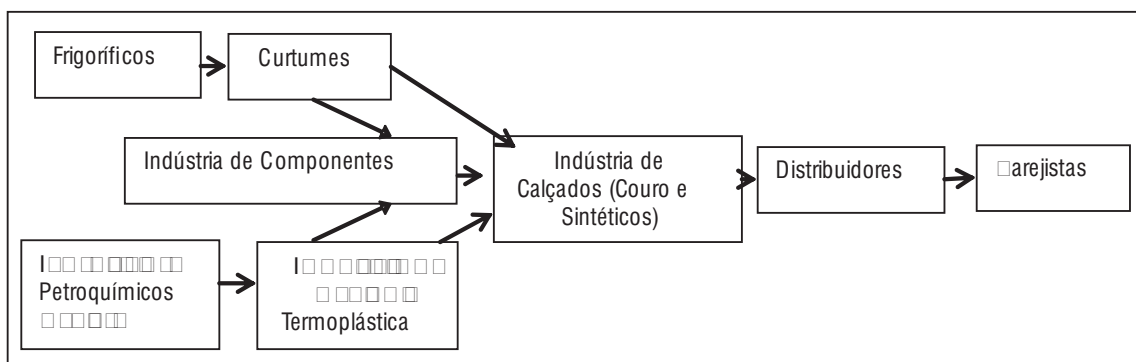 Frigoríficos
Curtumes
Indústria de Componentes
Indústria de
Calçados (Couro e
Sintéticos)
Distribuidores
Petroquímicos
Termoplástica